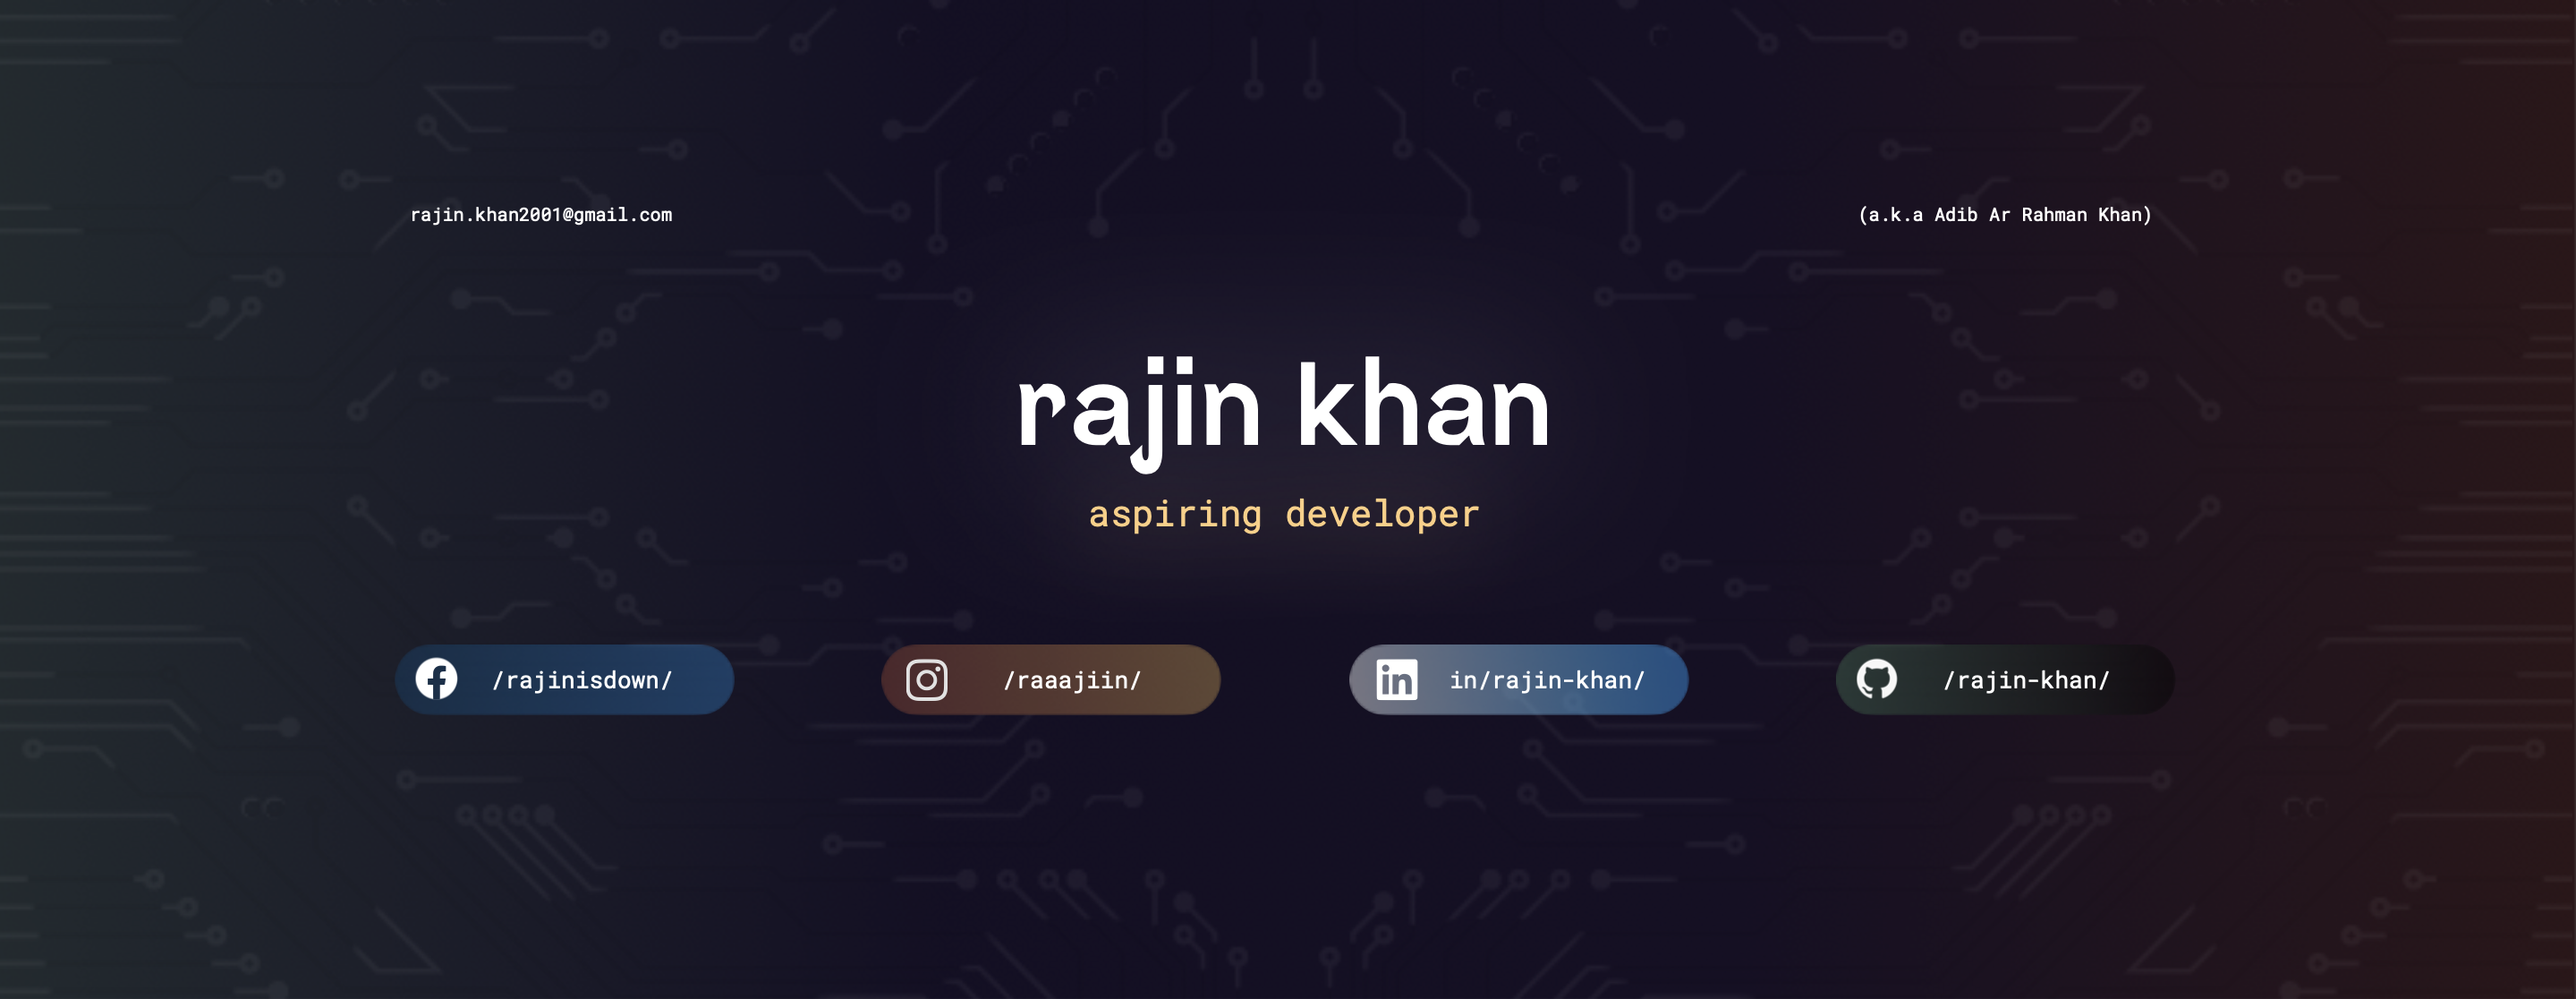 rajin.khan2001@gmail.com
(a.k.a Adib Ar Rahman Khan)
rajin khan
aspiring developer
/rajinisdown/
/raaajiin/
in/rajin-khan/
/rajin-khan/